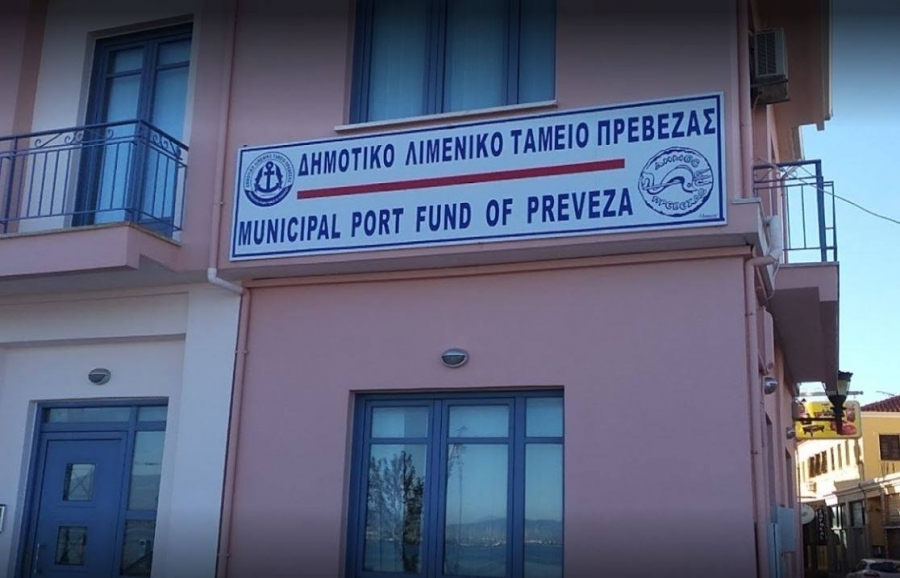 ΔΗΜΟΤΙΚΟ ΛΙΜΕΝΙΚΟ ΤΑΜΕΙΟ ΠΡΕΒΕΖΑΣ
MUNICIPAL PORT FUND OF PREVEZA